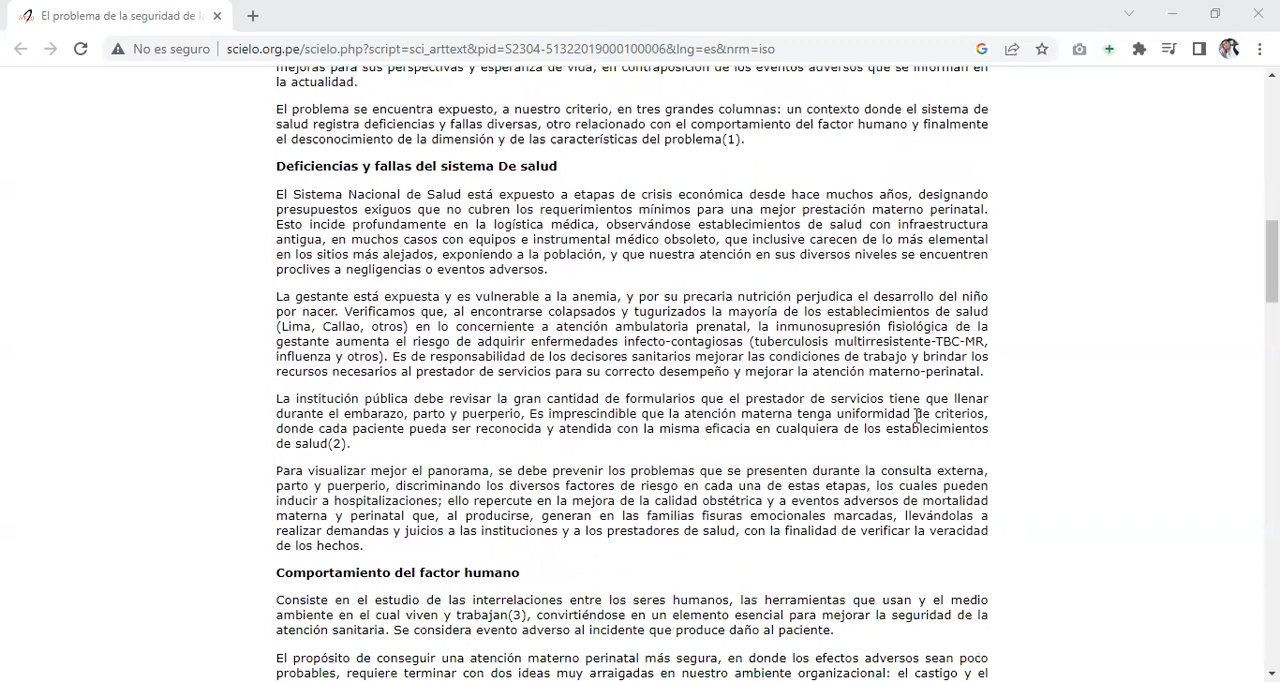 El problema de la seguridad de la
No es seguro
scielo.org.pe/scielo.php?script=sci_arttext&pid=S2304-51322019000100006&lng=es&nrm=iso
mejoras para sus perspectivas y esperanza de vida, en contraposición de los eventos adversos que se informan en
la actualidad.
El problema se encuentra expuesto, a nuestro criterio, en tres grandes columnas: un contexto donde el sistema de
salud registra deficiencias y fallas diversas, otro relacionado con el comportamiento del factor humano y finalmente
el desconocimiento de la dimensión y de las características del problema(1).
Deficiencias y fallas del sistema De salud
El Sistema Nacional de Salud está expuesto a etapas de crisis económica desde hace muchos años, designando
presupuestos exiguos que no cubren los requerimientos mínimos para una mejor prestación materno perinatal.
Esto incide profundamente en la logística médica, observándose establecimientos de salud con infraestructura
antigua, en muchos casos con equipos e instrumental médico obsoleto, que inclusive carecen de lo más elemental
en los sitios más alejados, exponiendo a la población, y que nuestra atención en sus diversos niveles se encuentren
proclives a negligencias o eventos adversos.
La gestante está expuesta y es vulnerable a la anemia, y por su precaria nutrición perjudica el desarrollo del niño
por nacer. Verificamos que, al encontrarse colapsados y tugurizados la mayoría de los establecimientos de salud
(Lima, Callao, otros) en lo concerniente a atención ambulatoria prenatal, la inmunosupresión fisiológica de la
gestante aumenta el riesgo de adquirir enfermedades infecto-contagiosas (tuberculosis multirresistente-TBC-MR,
influenza y otros). Es de responsabilidad de los decisores sanitarios mejorar las condiciones de trabajo y brindar los
recursos necesarios al prestador de servicios para su correcto desempeño y mejorar la atención materno-perinatal.
La institución pública debe revisar la gran cantidad de formularios que el prestador de servicios tiene que llenar
durante el embarazo, parto y puerperio, Es imprescindible que la atención materna tenga uniformidad de criterios,
donde cada paciente pueda ser reconocida y atendida con la misma eficacia en cualquiera de los establecimientos
de salud(2).
Para visualizar mejor el panorama, se debe prevenir los problemas que se presenten durante la consulta externa,
parto y puerperio, discriminando los diversos factores de riesgo en cada una de estas etapas, los cuales pueden
inducir a hospitalizaciones; ello repercute en la mejora de la calidad obstétrica y a eventos adversos de mortalidad
materna y perinatal que, al producirse, generan en las familias fisuras emocionales marcadas, llevándolas a
realizar demandas y juicios a las instituciones y a los prestadores de salud, con la finalidad de verificar la veracidad
de los hechos.
Comportamiento del factor humano
Consiste en el estudio de las interrelaciones entre los seres humanos, las herramientas que usan y el medio
ambiente en el cual viven y trabajan(3), convirtiéndose en un elemento esencial para mejorar la seguridad de la
atención sanitaria. Se considera evento adverso al incidente que produce daño al paciente.
El propósito de conseguir una atención materno perinatal más segura, en donde los efectos adversos sean poco
probables, requiere terminar con dos ideas muy arraigadas en nuestro ambiente organizacional: el castigo y el